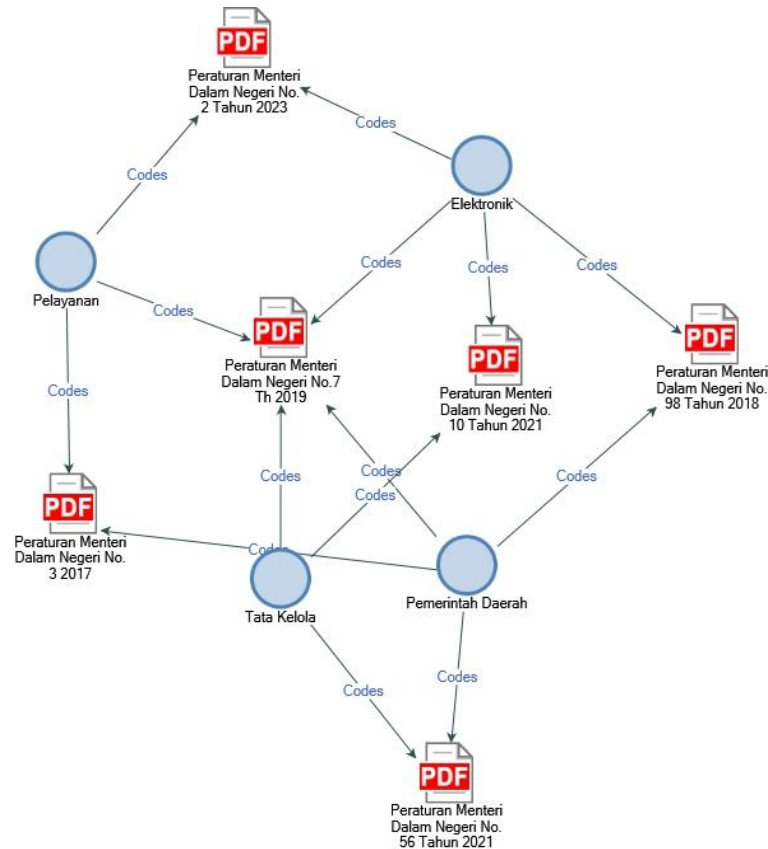 PDF
Peraturan Menteri
Dalam Negeri No.
2 Tahun 2023
Codes
Codes
Elektronik
Pelayanan
Codes
Codes
Codes
Codes
PDF
Peraturan Menteri
Dalam Negeri No.7
Th 2019
PDF
Peraturan Menteri
Dalam Negeri No.
10 Tahun 2021
PDF
Peraturan Menteri
Dalam Negeri No.
98 Tahun 2018
Codes
Codes
Codes
Codes
Codes
PDF
Peraturan Menteri
Dalam Negeri No.
3 2017
Codes
Tata Kelola
Pemerintah Daerah
Codes
Codes
PDF
Peraturan Menteri
Dalam Negeri No.
56 Tahun 2021